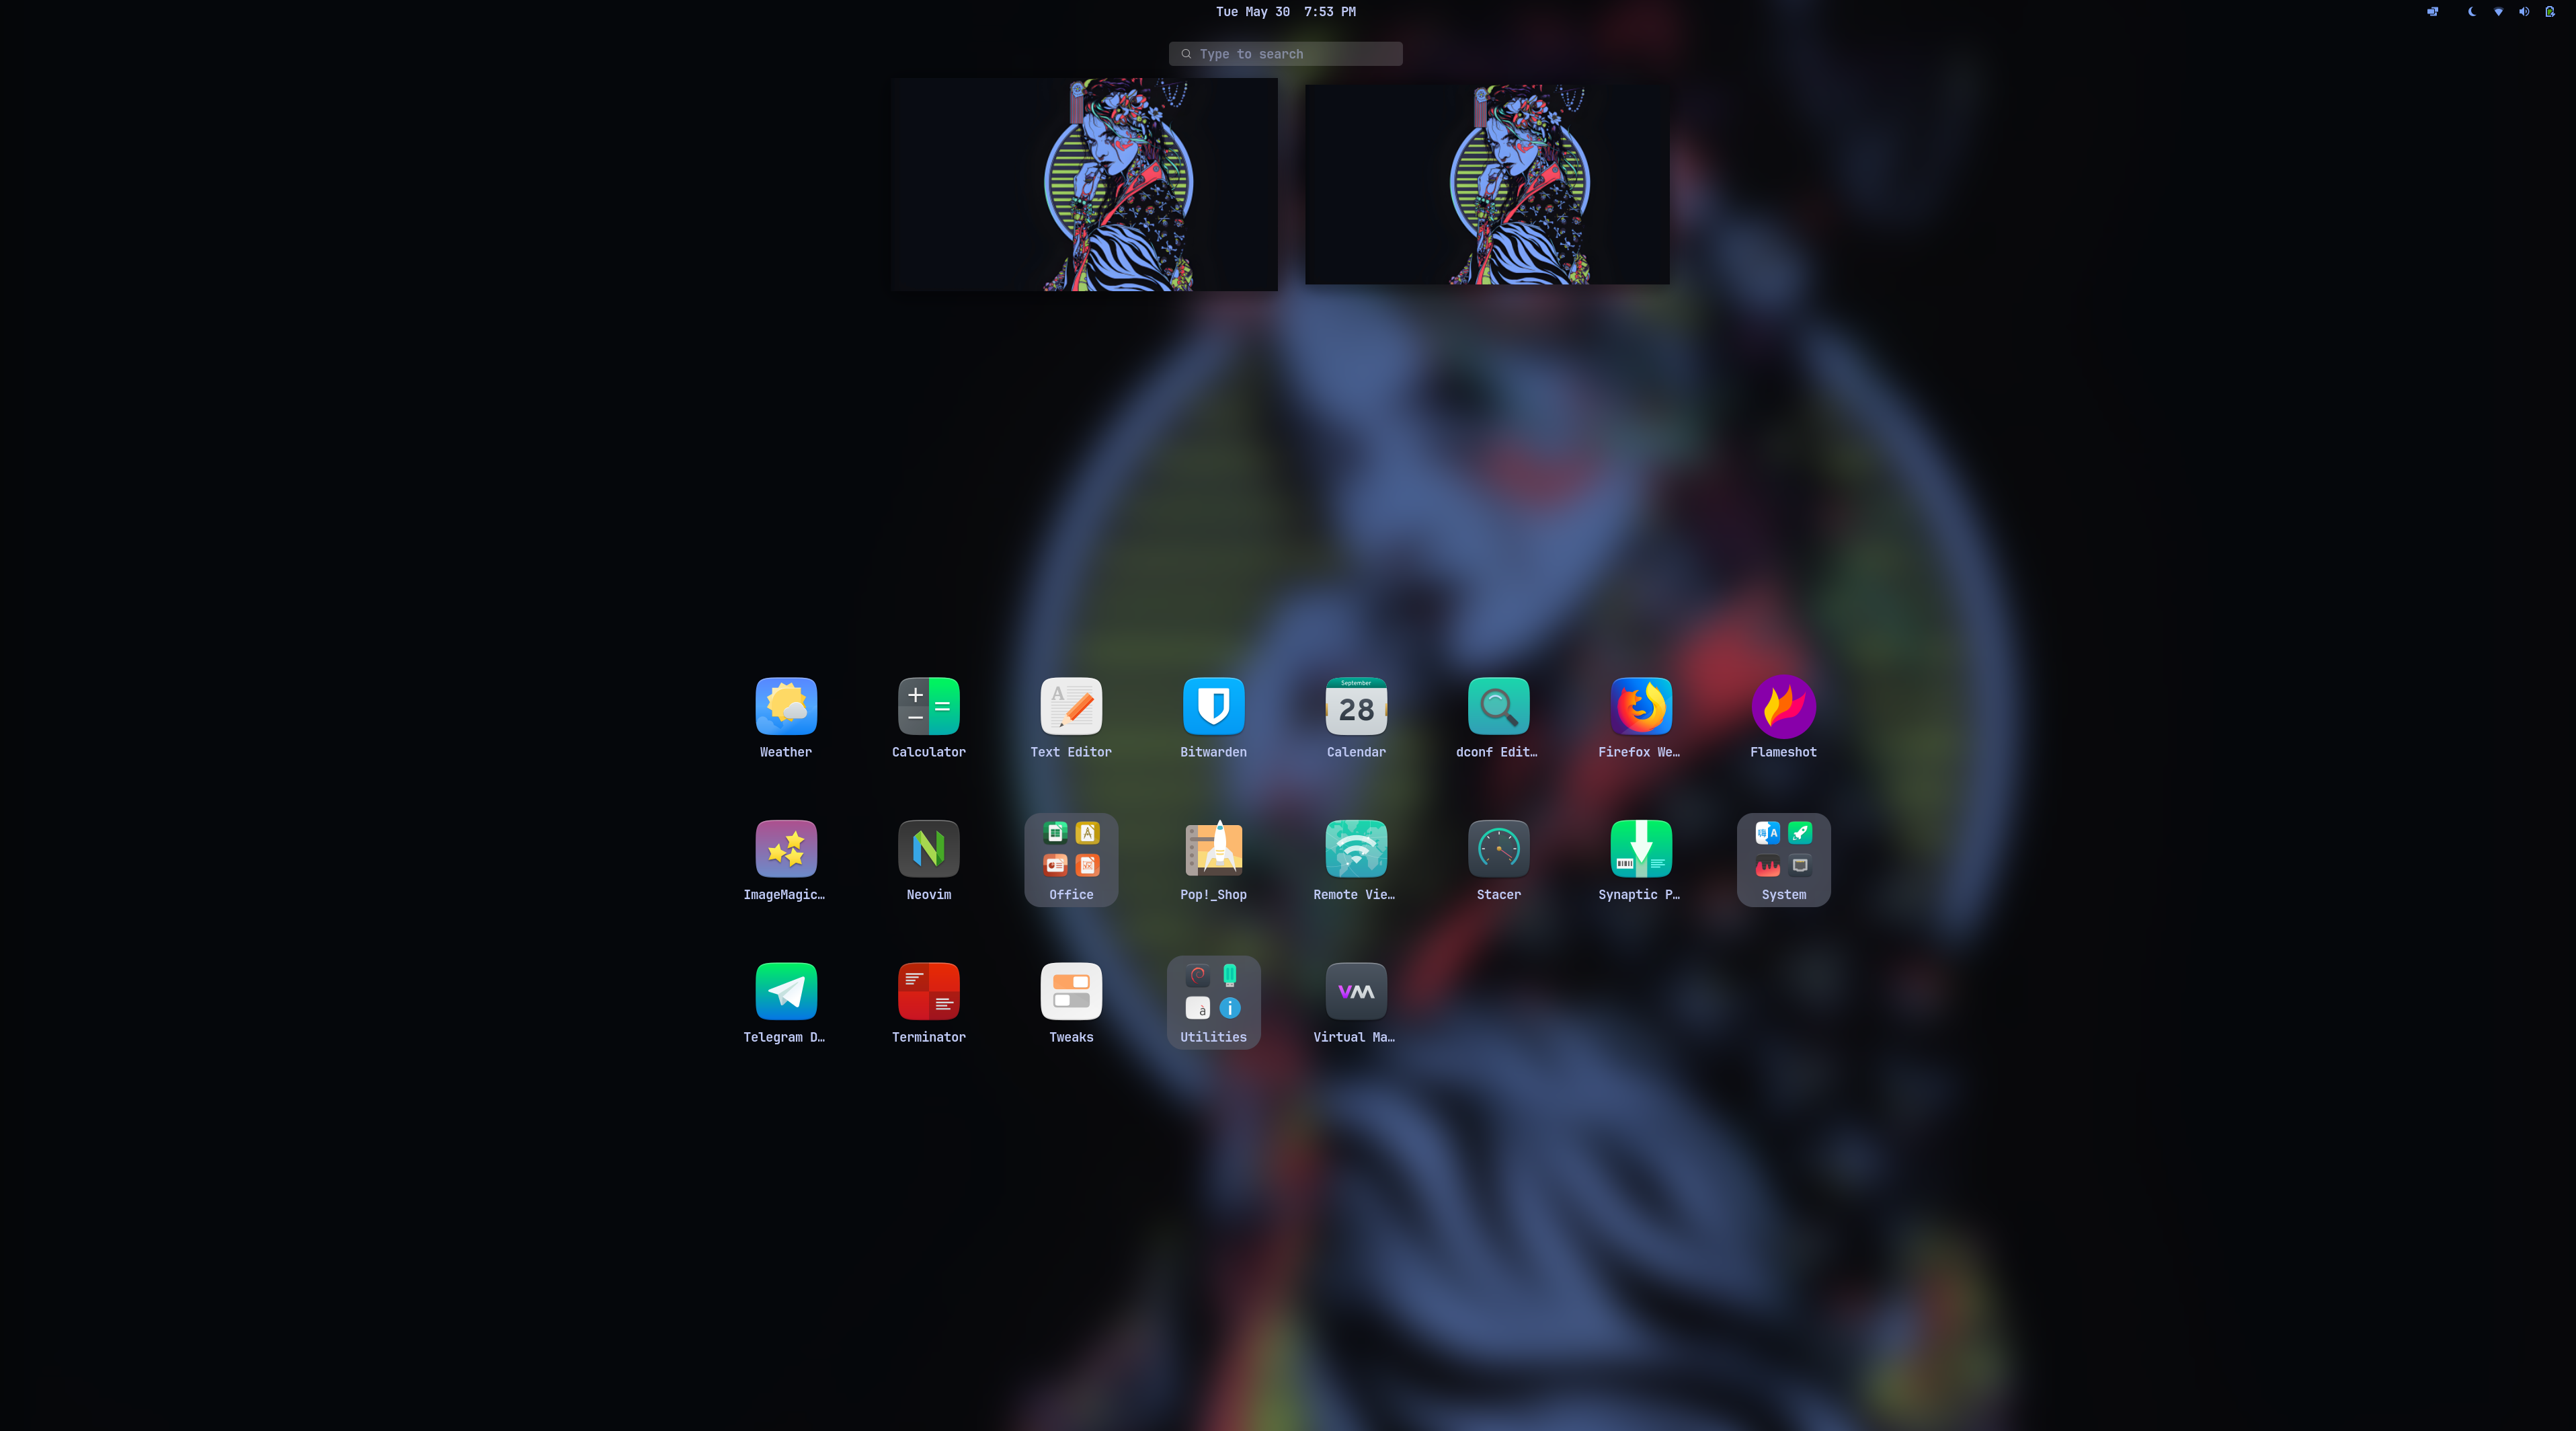 Tue May 30 7:53 PM
Type to search
September
28
Weather
Calculator
Text Editor
Bitwarden
Calendar
dconf Edit…
Firefox We…
Flameshot
ImageMagic…
Neovim
Office
Pop!_Shop
Remote Vie…
Stacer
Synaptic P…
System
Telegram D…
Terminator
Tweaks
Utilities
Virtual Ma…